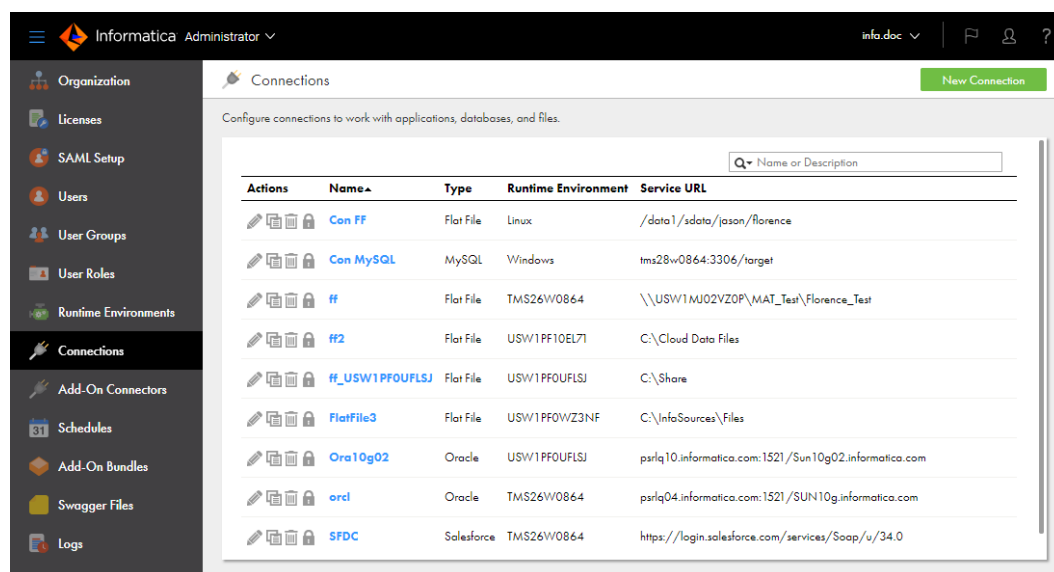 Informatica Administrator
infa.doc
?
Organization
Licenses
SAML Setup
Users
User Groups
User Roles
Runtime Environments
Connections
Add-On Connectors
31 Schedules
Add-On Bundles
Swagger Files
Logs
Connections
New Connection
Configure connections to work with applications, databases, and files.
Name or Description
Actions Name Type Runtime Environment Service URL
Con FF Flat File Linux /data1/sdata/jason/florence
Con MySQL MySQL Windows tms28w0864:3306/target
ff Flat File TMS26W0864 \\USW1MJ02VZ0P\MAT_Test\Florence_Test
ff2 Flat File USW1PF10EL71 C:\Cloud Data Files
ff_USW1PF0UFLSJ Flat File USW1PF0UFLSJ C:\Share
FlatFile3 Flat File USW1PF0WZ3NF C:\InfaSources\Files
Ora10g02 Oracle USW1PF0UFLSJ psrlq10.informatica.com:1521/Sun10g02.informatica.com
orcl Oracle TMS26W0864 psrlq04.informatica.com:1521/SUN10g.informatica.com
SFDC Salesforce TMS26W0864 https://login.salesforce.com/services/Soap/u/34.0